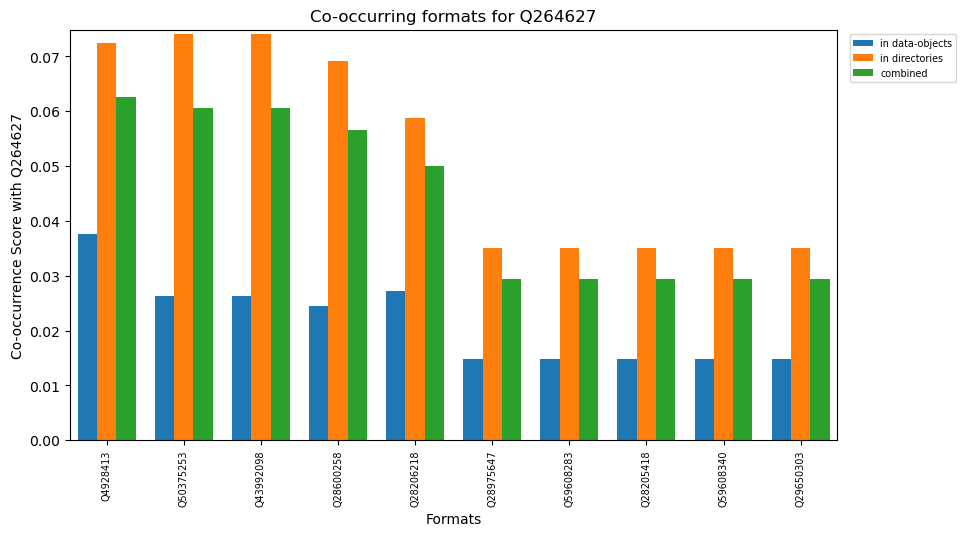 Co-occurring formats for Q264627
in data-objects
in directories
combined
Co-occurrence Score with Q264627
0.07
0.06
0.05
0.04
0.03
0.02
0.01
0.00
Q4928413
Q50375253
Q43992098
Q28600258
Q28206218
Q28975647
Q59608283
Q28205418
Q59608340
Q29650303
Formats